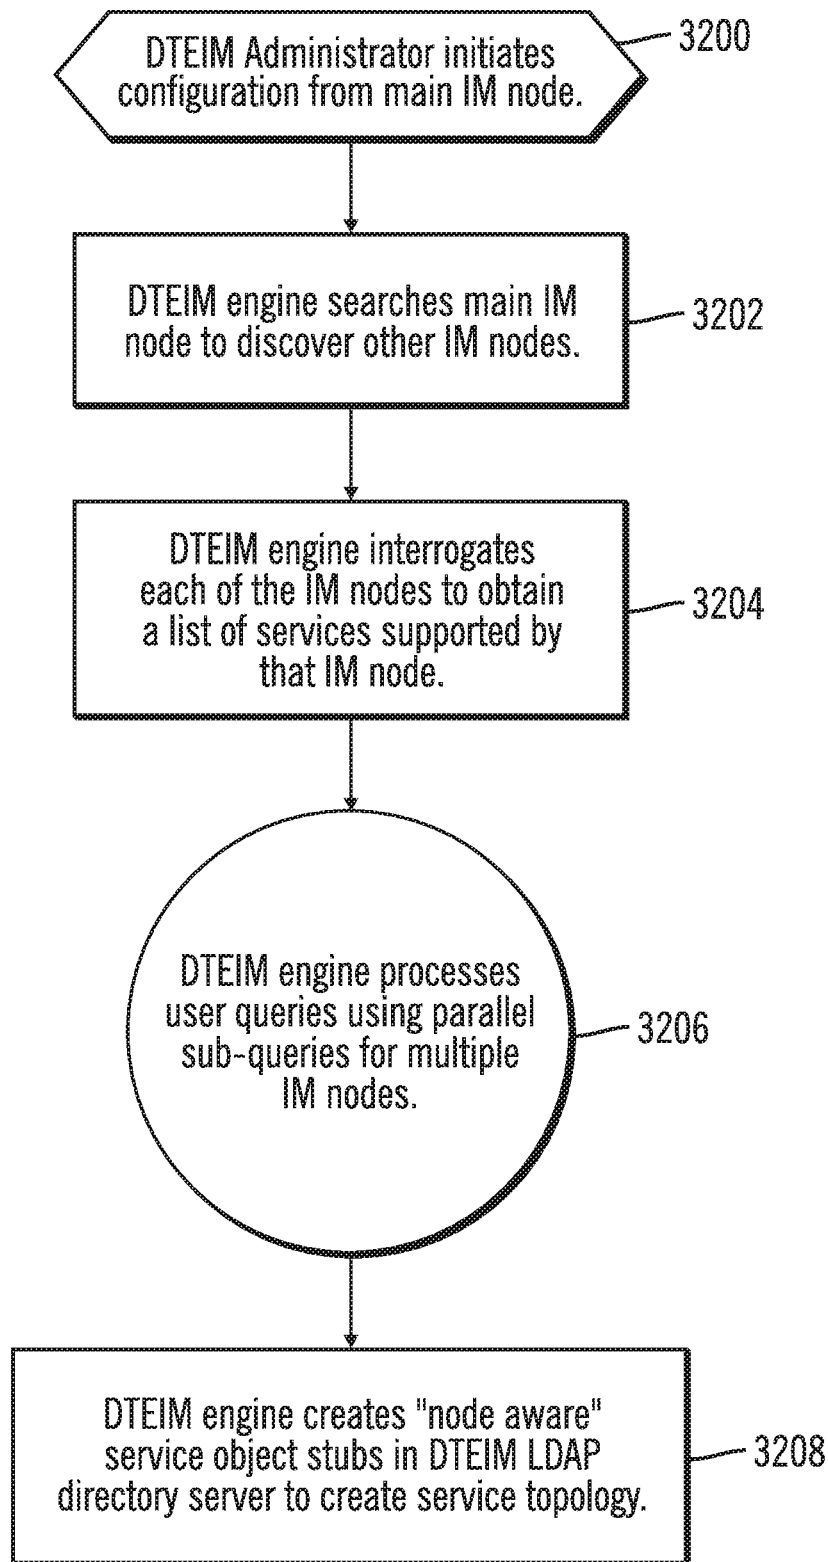 DTEIM Administrator initiates
configuration from main IM node.
3200
DTEIM engine searches main IM
node to discover other IM nodes.
3202
DTEIM engine interrogates
each of the IM nodes to obtain
a list of services supported by
that IM node.
3204
DTEIM engine processes
user queries using parallel
sub-queries for multiple
IM nodes.
3206
DTEIM engine creates "node aware"
service object stubs in DTEIM LDAP
directory server to create service topology.
3208